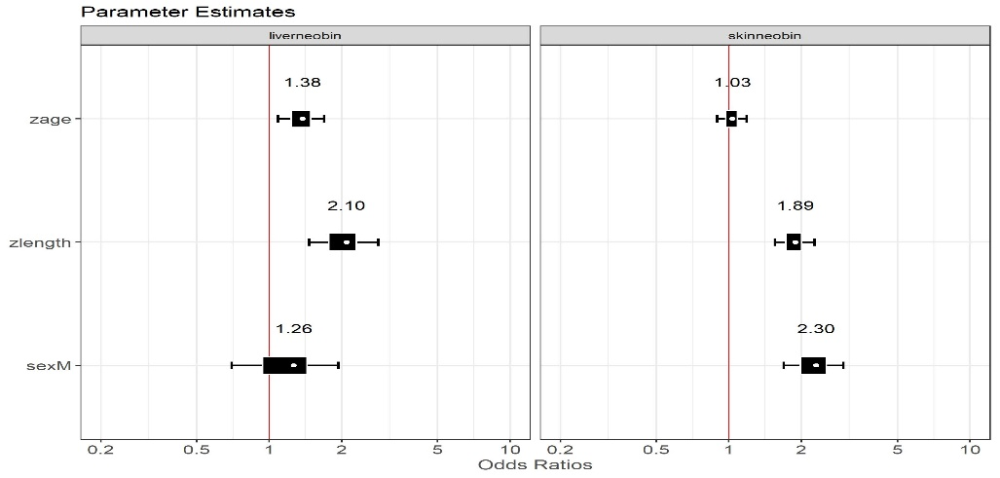 Parameter Estimates
liverneobin
skinneobin
1.38
1.03
zage
2.10
1.89
zlength
1.26
2.30
sexM
0.2 0.5 1 2 5 10 0.2 0.5 1 2 5 10
Odds Ratios